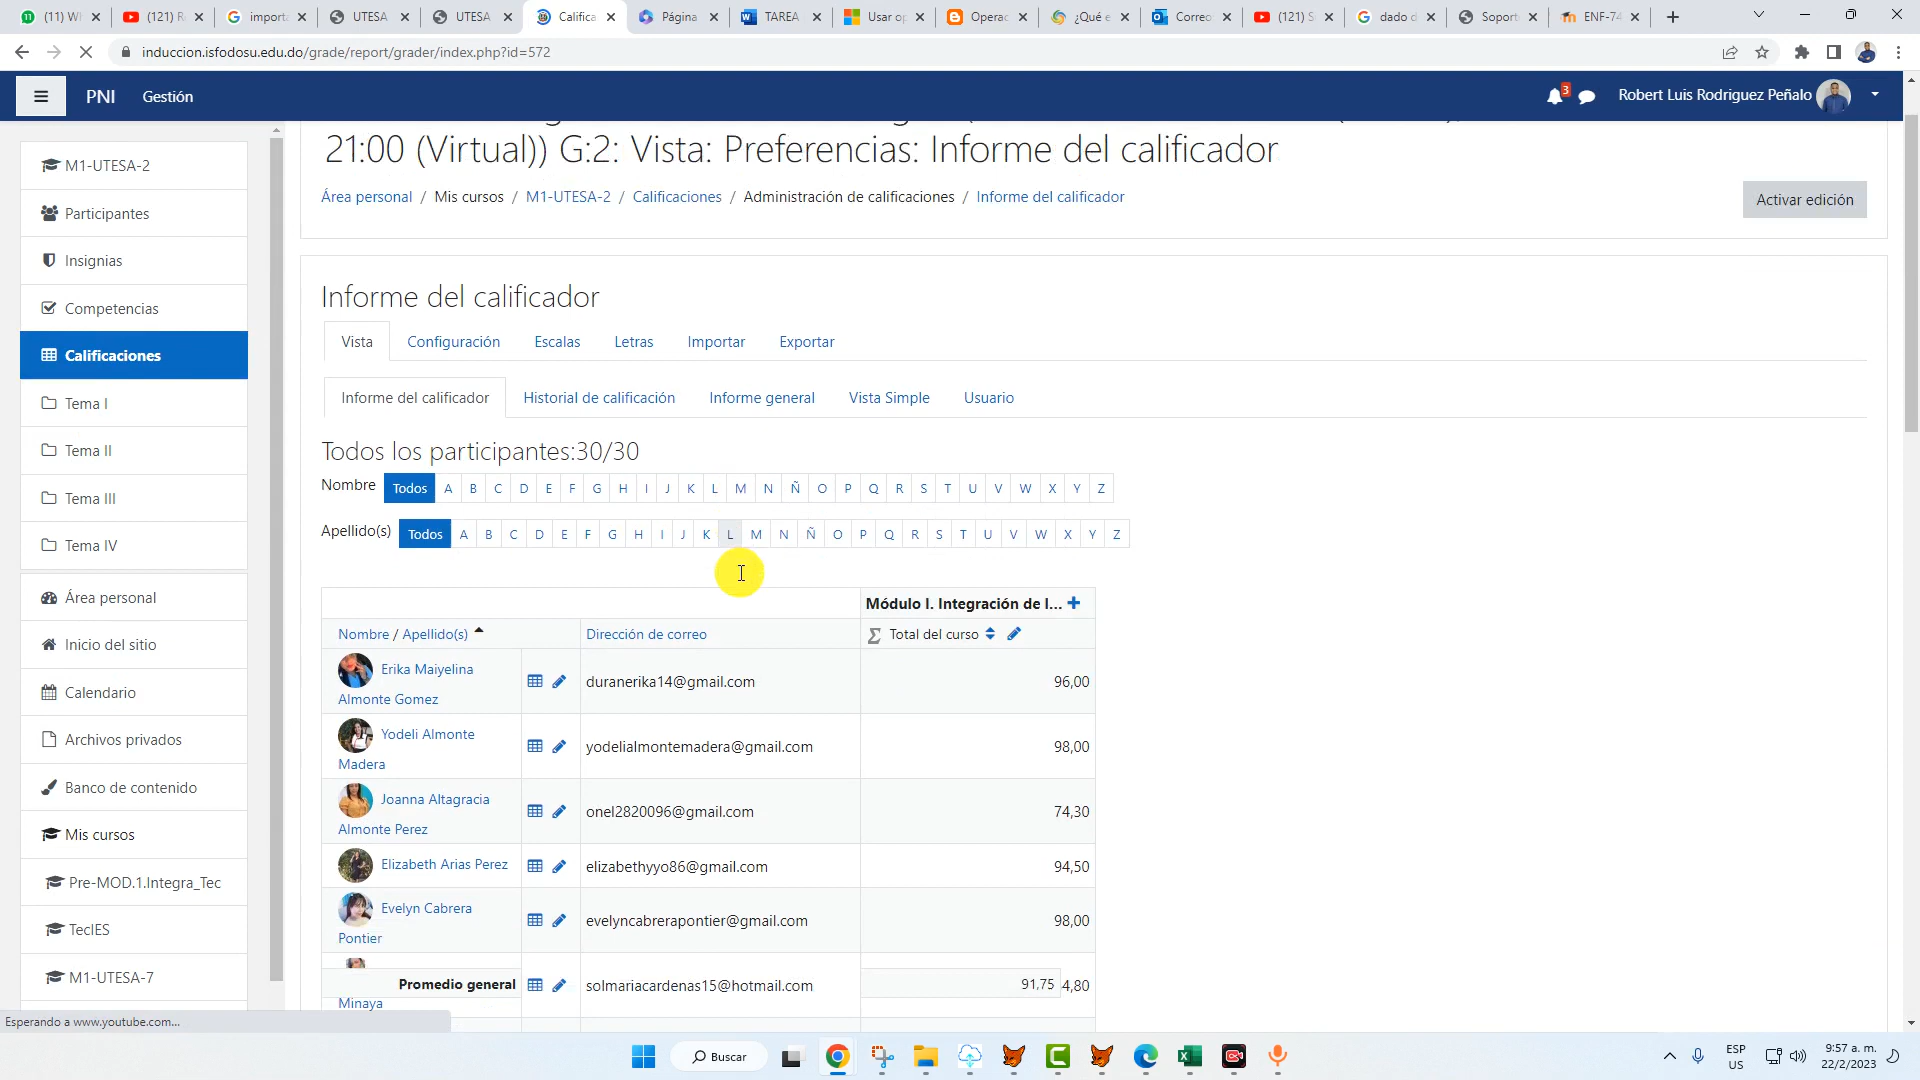 (11) W
(121) R
import
UTESA
UTESA
Califica
Página
TAREA
Usar op
Operac
¿Qué e
Correo
(121) S
dado d
Soport
ENF-74
induccion.isfodosu.edu.do/grade/report/grader/index.php?id=572
PNI
Gestión
3
Robert Luis Rodriguez Peñalo
21:00 (Virtual)) G:2: Vista: Preferencias: Informe del calificador
Área personal / Mis cursos / M1-UTESA-2 / Calificaciones / Administración de calificaciones / Informe del calificador
Activar edición
M1-UTESA-2
Participantes
Insignias
Competencias
Calificaciones
Tema I
Tema II
Tema III
Tema IV
Área personal
Inicio del sitio
Calendario
Archivos privados
Banco de contenido
Mis cursos
Pre-MOD.1.Integra_Tec
TecIES
M1-UTESA-7
Informe del calificador
Vista Configuración Escalas Letras Importar Exportar
Informe del calificador Historial de calificación Informe general Vista Simple Usuario
Todos los participantes:30/30
Nombre Todos A B C D E F G H I J K L M N Ñ O P Q R S T U V W X Y Z
Apellido(s) Todos A B C D E F G H I J K L M N Ñ O P Q R S T U V W X Y Z
Módulo I. Integración de l...
Nombre / Apellido(s) Dirección de correo Total del curso
Erika Maiyelina
Almonte Gomez
duranerika14@gmail.com 96,00
Yodeli Almonte
Madera
yodelialmontemadera@gmail.com 98,00
Joanna Altagracia
Almonte Perez
onel2820096@gmail.com 74,30
Elizabeth Arias Perez elizabethyyo86@gmail.com 94,50
Evelyn Cabrera
Pontier
evelyncabrerapontier@gmail.com 98,00
Promedio general solmariacardenas15@hotmail.com 91,75 4,80
Minaya
Esperando a www.youtube.com...
Buscar
ESP
US
9:57 a. m.
22/2/2023